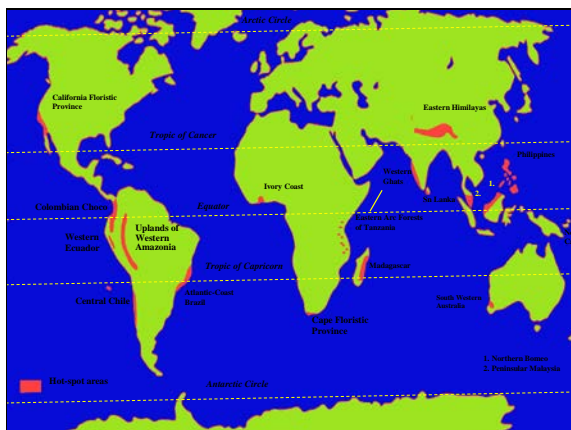 Arctic Circle
California Floristic
Province
Eastern Himilayas
Tropic of Cancer
Philippines
Western
Ghats
Ivory Coast
1.
2.
Sri Lanka
Colombian Choco
Equator
Eastern Arc Forests
of Tanzania
Western
Ecuador
Uplands of
Western
Amazonia
Tropic of Capricorn
Madagascar
Central Chile
Atlantic-Coast
Brazil
South Western
Australia
Cape Floristic
Province
1. Northern Borneo
2. Peninsular Malaysia
Hot-spot areas
Antarctic Circle